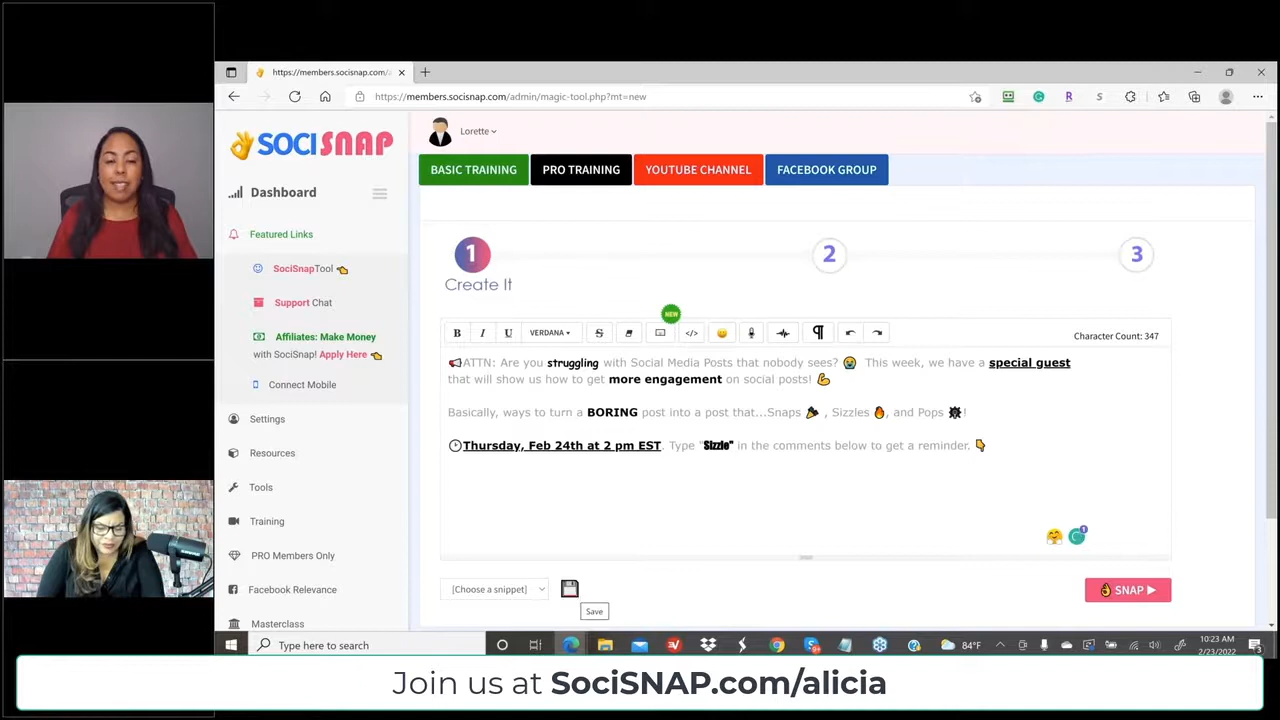 https://members.socisnap.com/a
https://members.socisnap.com/admin/magic-tool.php?mt=new
SOCISNAP
Lorette
BASIC TRAINING
PRO TRAINING
YOUTUBE CHANNEL
FACEBOOK GROUP
Dashboard
Featured Links
SociSnapTool
Support Chat
Affiliates: Make Money
with SociSnap! Apply Here
Connect Mobile
Settings
Resources
Tools
Training
PRO Members Only
Facebook Relevance
Masterclass
1
2
3
Create It
NEW
B I U VERDANA S </> ¶
Character Count: 347
📢ATTN: Are you struggling with Social Media Posts that nobody sees? 😭 This week, we have a special guest
that will show us how to get more engagement on social posts! 💪
Basically, ways to turn a BORING post into a post that...Snaps 🎉 , Sizzles 🔥, and Pops 💥!
🕑Thursday, Feb 24th at 2 pm EST. Type "Sizzle" in the comments below to get a reminder. 👇
1
[Choose a snippet]
Save
👌 SNAP ▶
Type here to search
84°F
10:23 AM
2/23/2022
3
Join us at SociSNAP.com/alicia